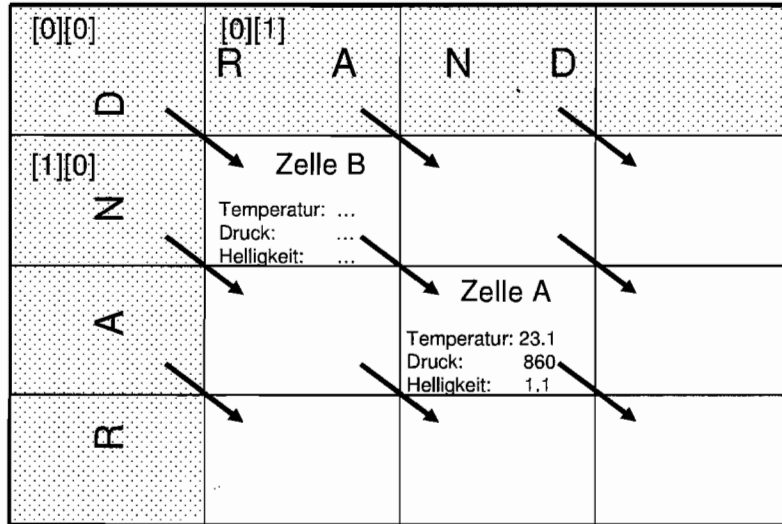 [0][0]
[0][1]
R A N D
D
[1][0]
N
Zelle B
Temperatur: ...
Druck: ...
Helligkeit: ...
A
Zelle A
Temperatur: 23.1
Druck: 860
Helligkeit: 1.1
R